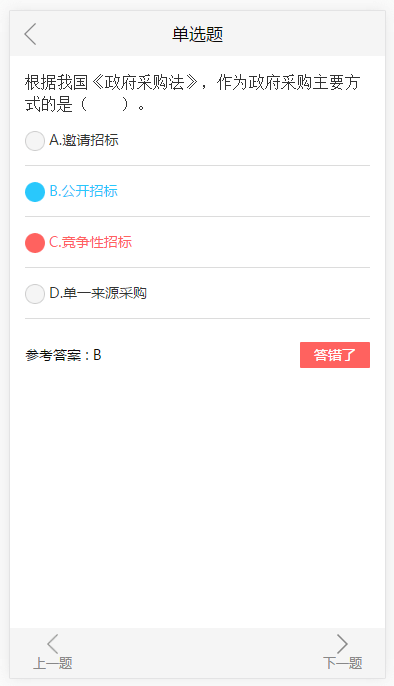 单选题
根据我国《政府采购法》，作为政府采购主要方
式的是（　　）。
A.邀请招标
B.公开招标
C.竞争性招标
D.单一来源采购
参考答案 : B
答错了
上一题
下一题